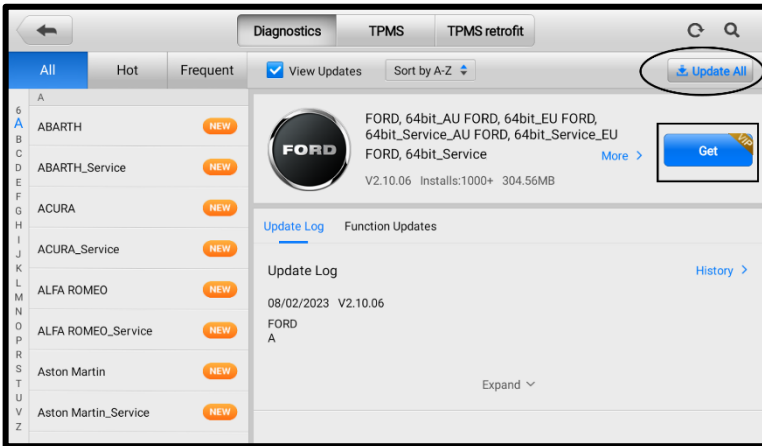 Diagnostics TPMS TPMS retrofit
All Hot Frequent
View Updates Sort by A-Z Update All
A
6
A
B
C
D
E
F
G
H
I
J
K
L
M
N
O
P
R
S
T
U
V
Z
ABARTH NEW
ABARTH_Service NEW
ACURA NEW
ACURA_Service NEW
ALFA ROMEO NEW
ALFA ROMEO_Service NEW
Aston Martin NEW
Aston Martin_Service NEW
FORD
FORD, 64bit_AU FORD, 64bit_EU FORD,
64bit_Service_AU FORD, 64bit_Service_EU
FORD, 64bit_Service More >
V2.10.06 Installs:1000+ 304.56MB
Get VIP
Update Log Function Updates
Update Log History >
08/02/2023 V2.10.06
FORD
A
Expand